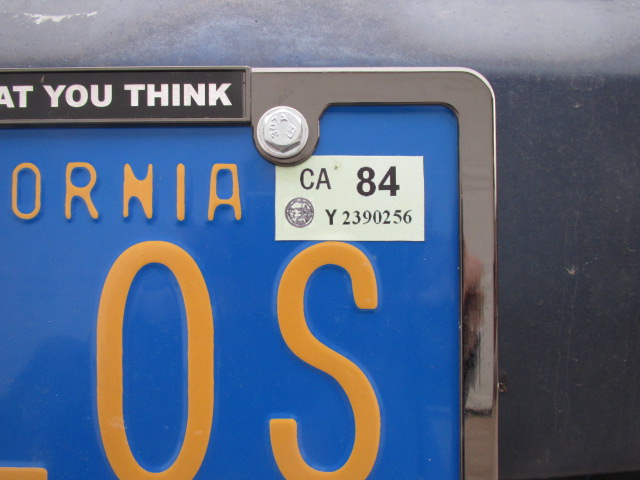 AT YOU THINK
ORNIA
CA 84
Y 2390256
OS